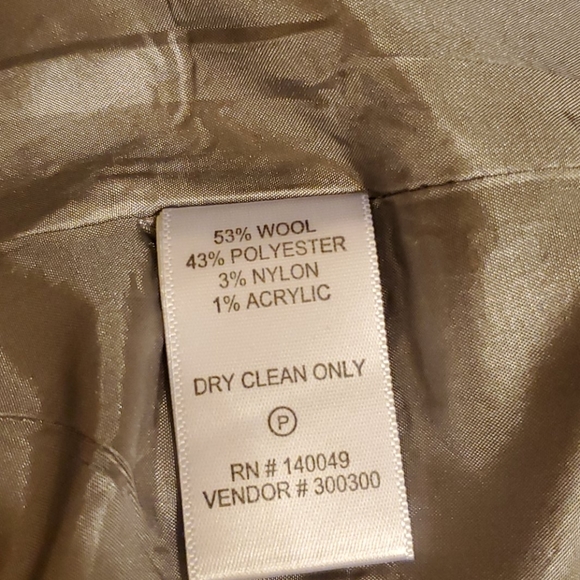 53% WOOL
43% POLYESTER
3% NYLON
1% ACRYLIC
DRY CLEAN ONLY
P
RN # 140049
VENDOR # 300300